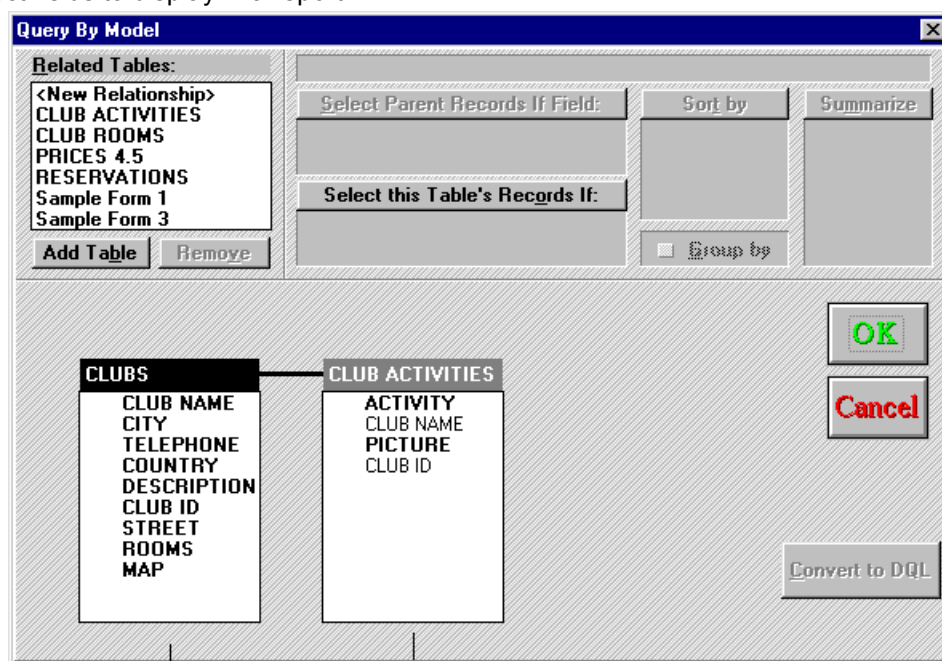 Query By Model
Related Tables:
<New Relationship>
CLUB ACTIVITIES
CLUB ROOMS
PRICES 4.5
RESERVATIONS
Sample Form 1
Sample Form 3
Add Table
Remove
Select Parent Records If Field:
Select this Table's Records If:
Sort by
Group by
Summarize
OK
Cancel
CLUBS
CLUB NAME
CITY
TELEPHONE
COUNTRY
DESCRIPTION
CLUB ID
STREET
ROOMS
MAP
CLUB ACTIVITIES
ACTIVITY
CLUB NAME
PICTURE
CLUB ID
Convert to DQL